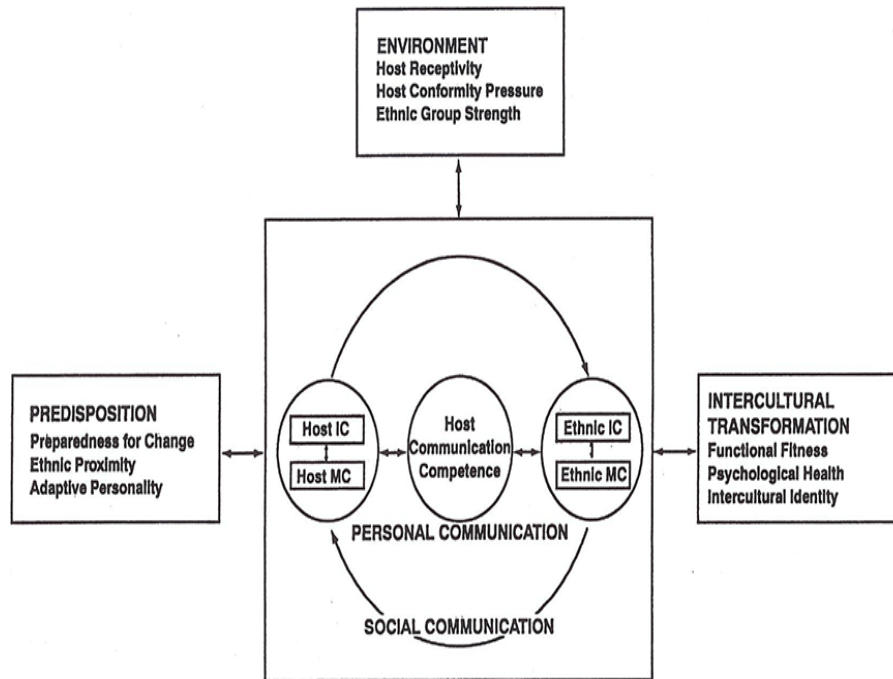 ENVIRONMENT
Host Receptivity
Host Conformity Pressure
Ethnic Group Strength
PREDISPOSITION
Preparedness for Change
Ethnic Proximity
Adaptive Personality
Host IC
Host MC
Host
Communication
Competence
Ethnic IC
Ethnic MC
INTERCULTURAL
TRANSFORMATION
Functional Fitness
Psychological Health
Intercultural Identity
PERSONAL COMMUNICATION
SOCIAL COMMUNICATION